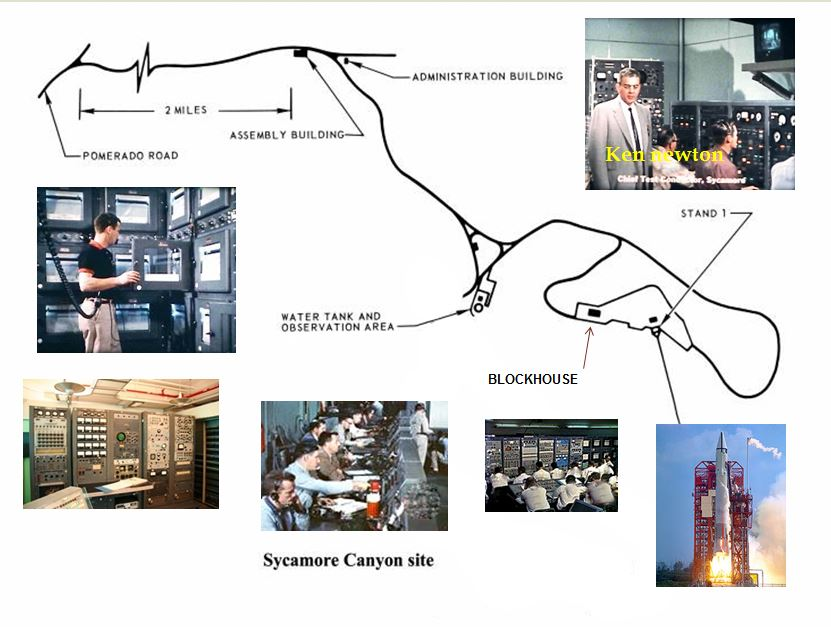 ADMINISTRATION BUILDING
2 MILES
ASSEMBLY BUILDING
POMERADO ROAD
Ken newton
Chief Test Conductor, Sycamore
STAND 1
WATER TANK AND
OBSERVATION AREA
BLOCKHOUSE
Sycamore Canyon site